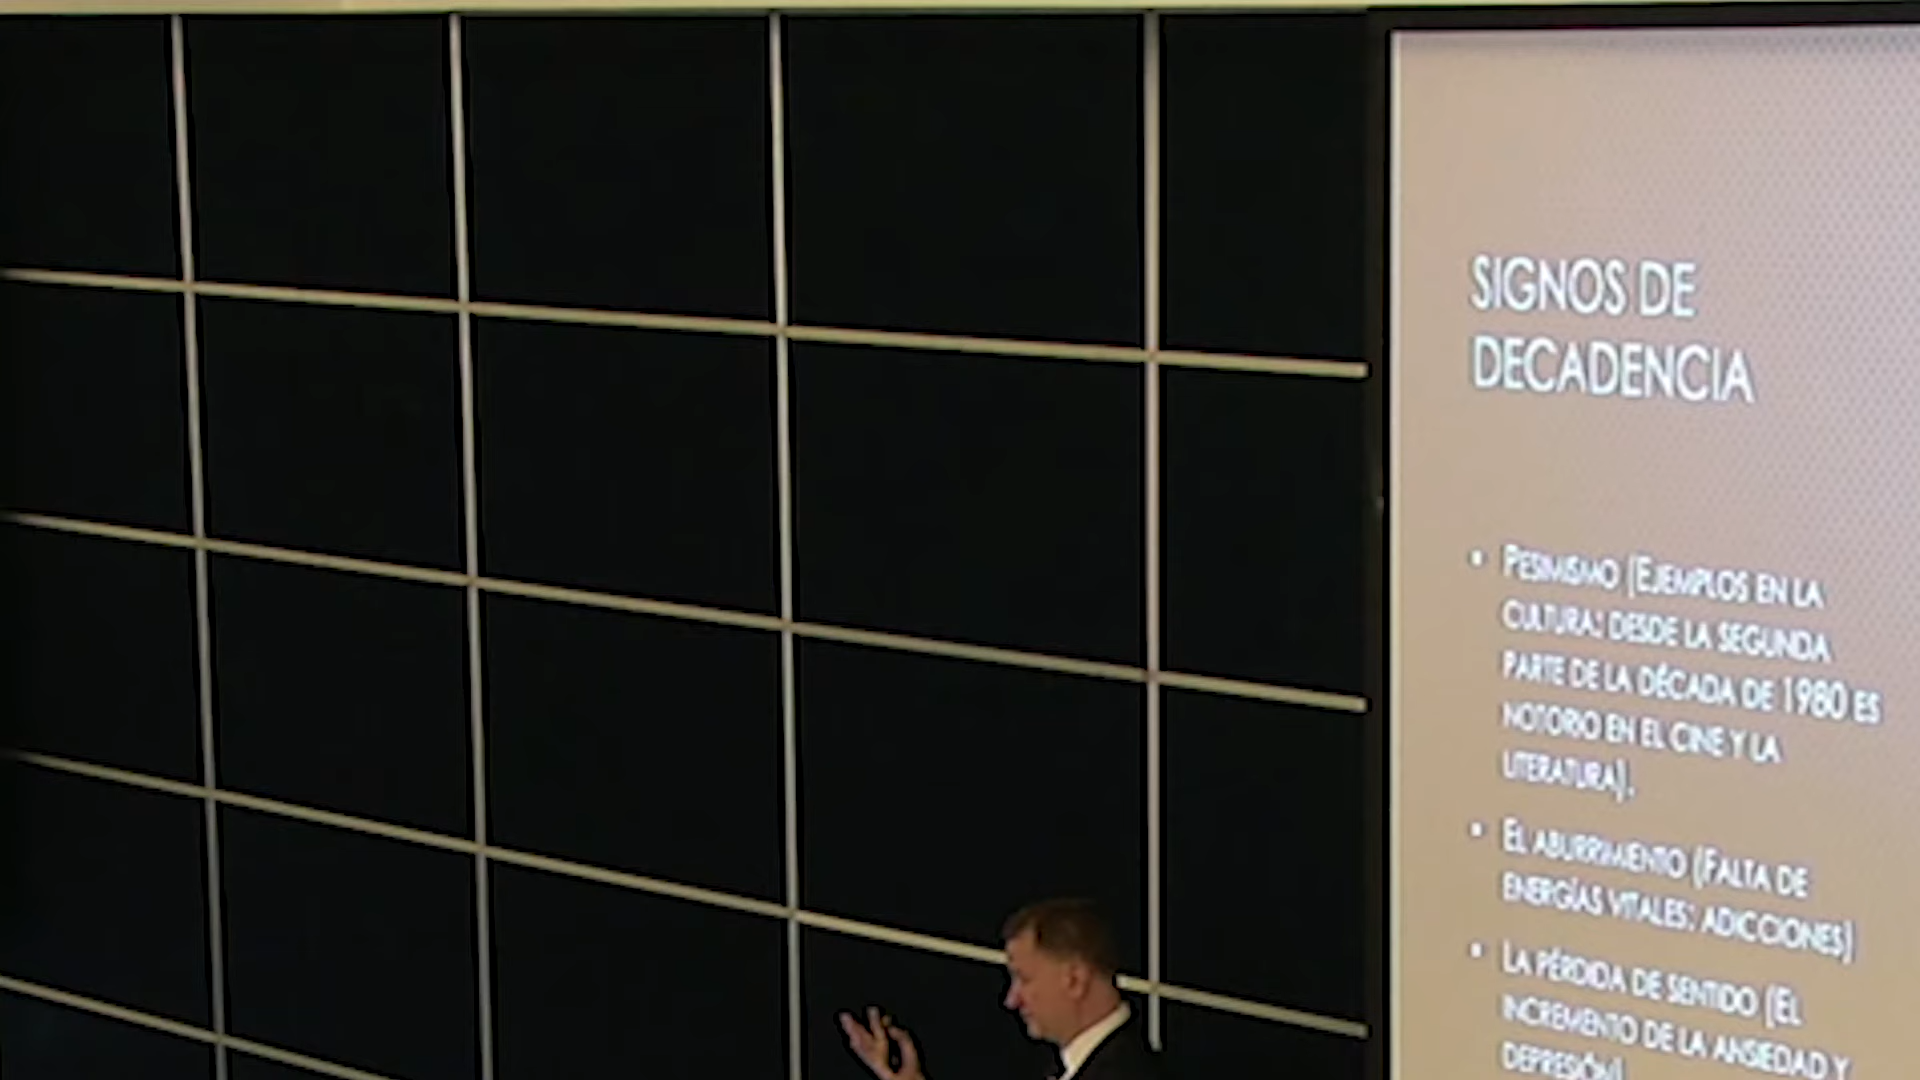 SIGNOS DE
DECADENCIA
• PESIMISMO (EJEMPLOS EN LA
CULTURA: DESDE LA SEGUNDA
PARTE DE LA DÉCADA DE 1980 ES
NOTORIO EN EL CINE Y LA
LITERATURA).
• EL ABURRIMIENTO (FALTA DE
ENERGÍAS VITALES: ADICCIONES)
• LA PÉRDIDA DE SENTIDO (EL
INCREMENTO DE LA ANSIEDAD Y
DEPRESIÓN)